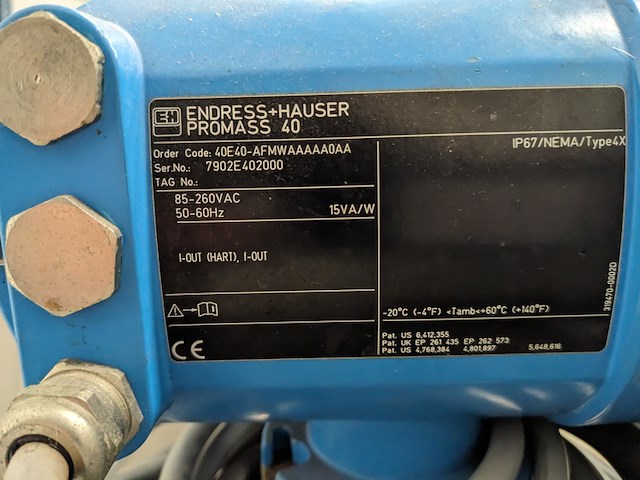 E+H
ENDRESS+HAUSER
PROMASS 40
Order Code: 40E40-AFMWAAAAA0AA
IP67/NEMA/Type4X
Ser.No.: 7902E402000
TAG No.:
85-260VAC
50-60Hz 15VA/W
I-OUT (HART), I-OUT
-20°C (-4°F) <Tamb<+60°C (+140°F)
Pat. US 6,412,355
Pat. UK EP 261 435 EP 262 573
Pat. US 4,768,384 4,801,897 5,648,616
CE
319470-0002D